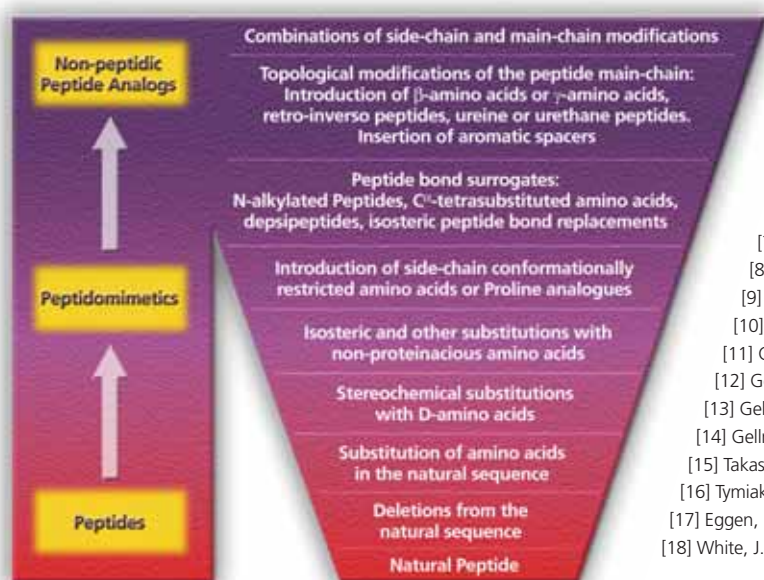 Non-peptidic
Peptide Analogs
Peptidomimetics
Peptides
Combinations of side-chain and main-chain modifications
Topological modifications of the peptide main-chain:
Introduction of β-amino acids or γ-amino acids,
retro-inverso peptides, ureine or urethane peptides.
Insertion of aromatic spacers
Peptide bond surrogates:
N-alkylated Peptides, Cα-tetrasubstituted amino acids,
depsipeptides, isosteric peptide bond replacements
Introduction of side-chain conformationally
restricted amino acids or Proline analogues
Isosteric and other substitutions with
non-proteinacious amino acids
Stereochemical substitutions
with D-amino acids
Substitution of amino acids
in the natural sequence
Deletions from the
natural sequence
Natural Peptide
[8
[9]
[10]
[11]
[12] G
[13] Gel
[14] Gell
[15] Takas
[16] Tymiak
[17] Eggen,
[18] White, J.